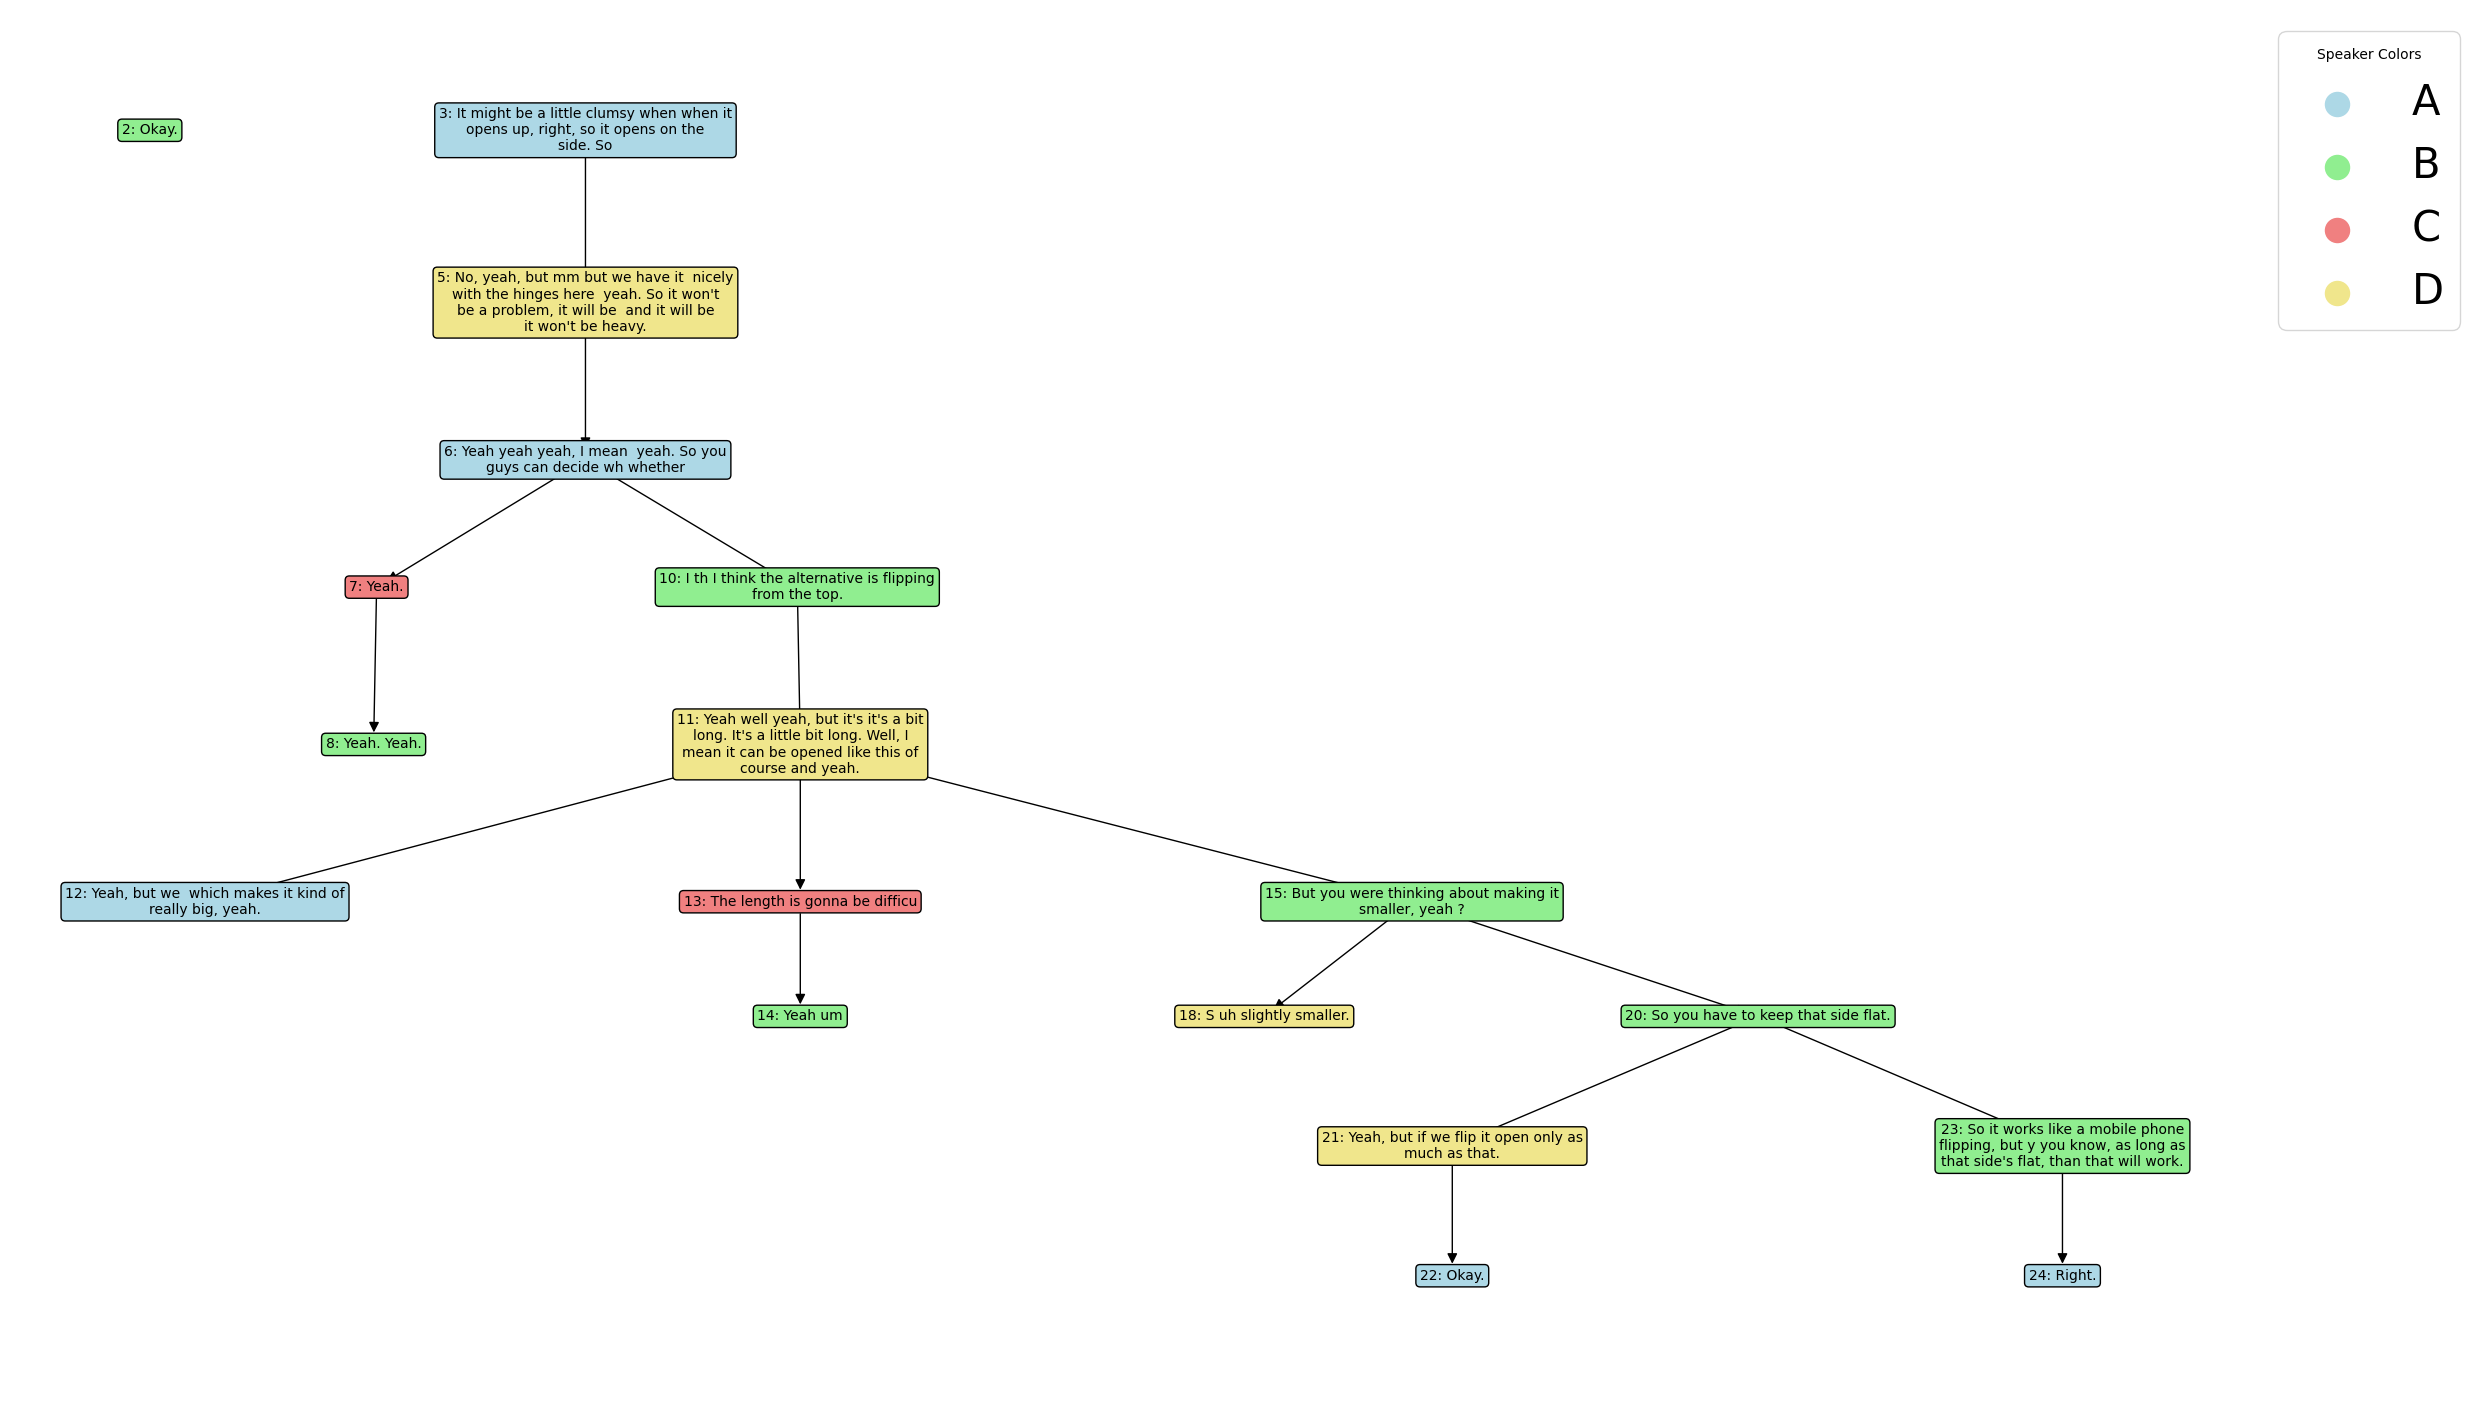 Speaker Colors
A
B
C
D
2: Okay.
3: It might be a little clumsy when when it
opens up, right, so it opens on the
side. So
5: No, yeah, but mm but we have it  nicely
with the hinges here  yeah. So it won't
be a problem, it will be  and it will be
it won't be heavy.
6: Yeah yeah yeah, I mean  yeah. So you
guys can decide wh whether
7: Yeah.
10: I th I think the alternative is flipping
from the top.
8: Yeah. Yeah.
11: Yeah well yeah, but it's it's a bit
long. It's a little bit long. Well, I
mean it can be opened like this of
course and yeah.
12: Yeah, but we  which makes it kind of
really big, yeah.
13: The length is gonna be difficu
15: But you were thinking about making it
smaller, yeah ?
14: Yeah um
18: S uh slightly smaller.
20: So you have to keep that side flat.
21: Yeah, but if we flip it open only as
much as that.
23: So it works like a mobile phone
flipping, but y you know, as long as
that side's flat, than that will work.
22: Okay.
24: Right.